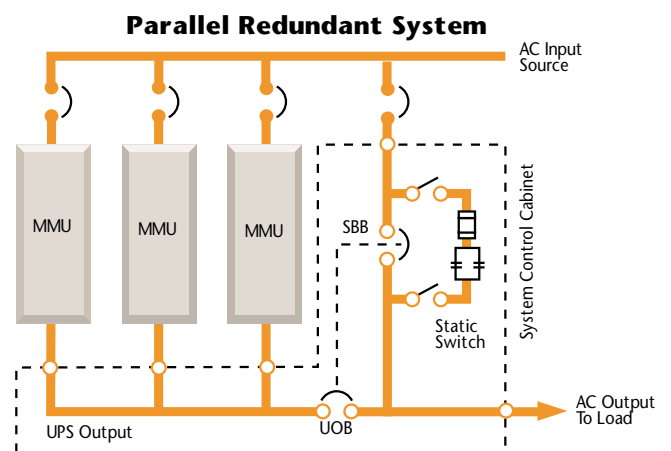 Parallel Redundant System
AC Input
Source
MMU
MMU
MMU
SBB
System Control Cabinet
Static
Switch
UPS Output
UOB
AC Output
To Load